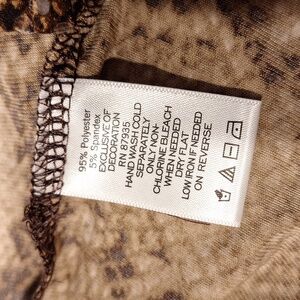 95% Polyester
5% Spandex
EXCLUSIVE OF
DECORATION
RN 87935
HAND WASH COLD
SEPARATELY
ONLY NON-
CHLORINE BLEACH
WHEN NEEDED
DRY FLAT
LOW IRON IF NEEDED
ON REVERSE